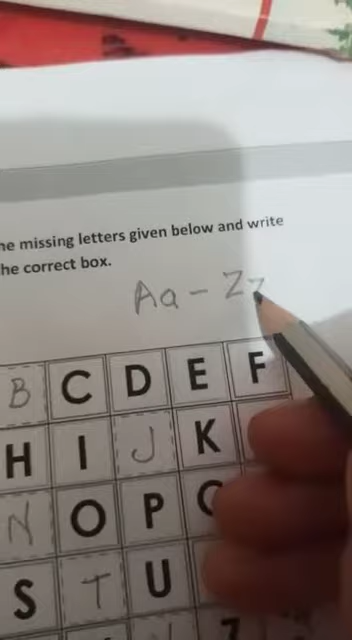 he missing letters given below and write
he correct box.
Aa - Zz
B C D E F
H I J K
N O P
S T U